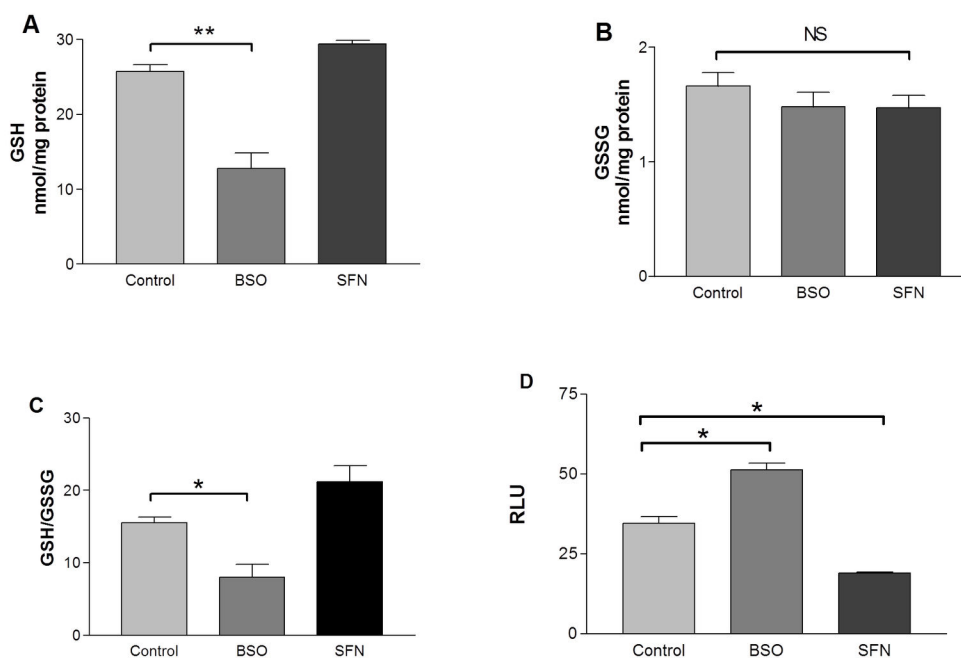 A
**
30
20
10
0
GSH
nmol/mg protein
Control BSO SFN
B
NS
2
1
0
GSSG
nmol/mg protein
Control BSO SFN
C
*
30
20
10
0
GSH/GSSG
Control BSO SFN
D
*
*
75
50
25
0
RLU
Control BSO SFN